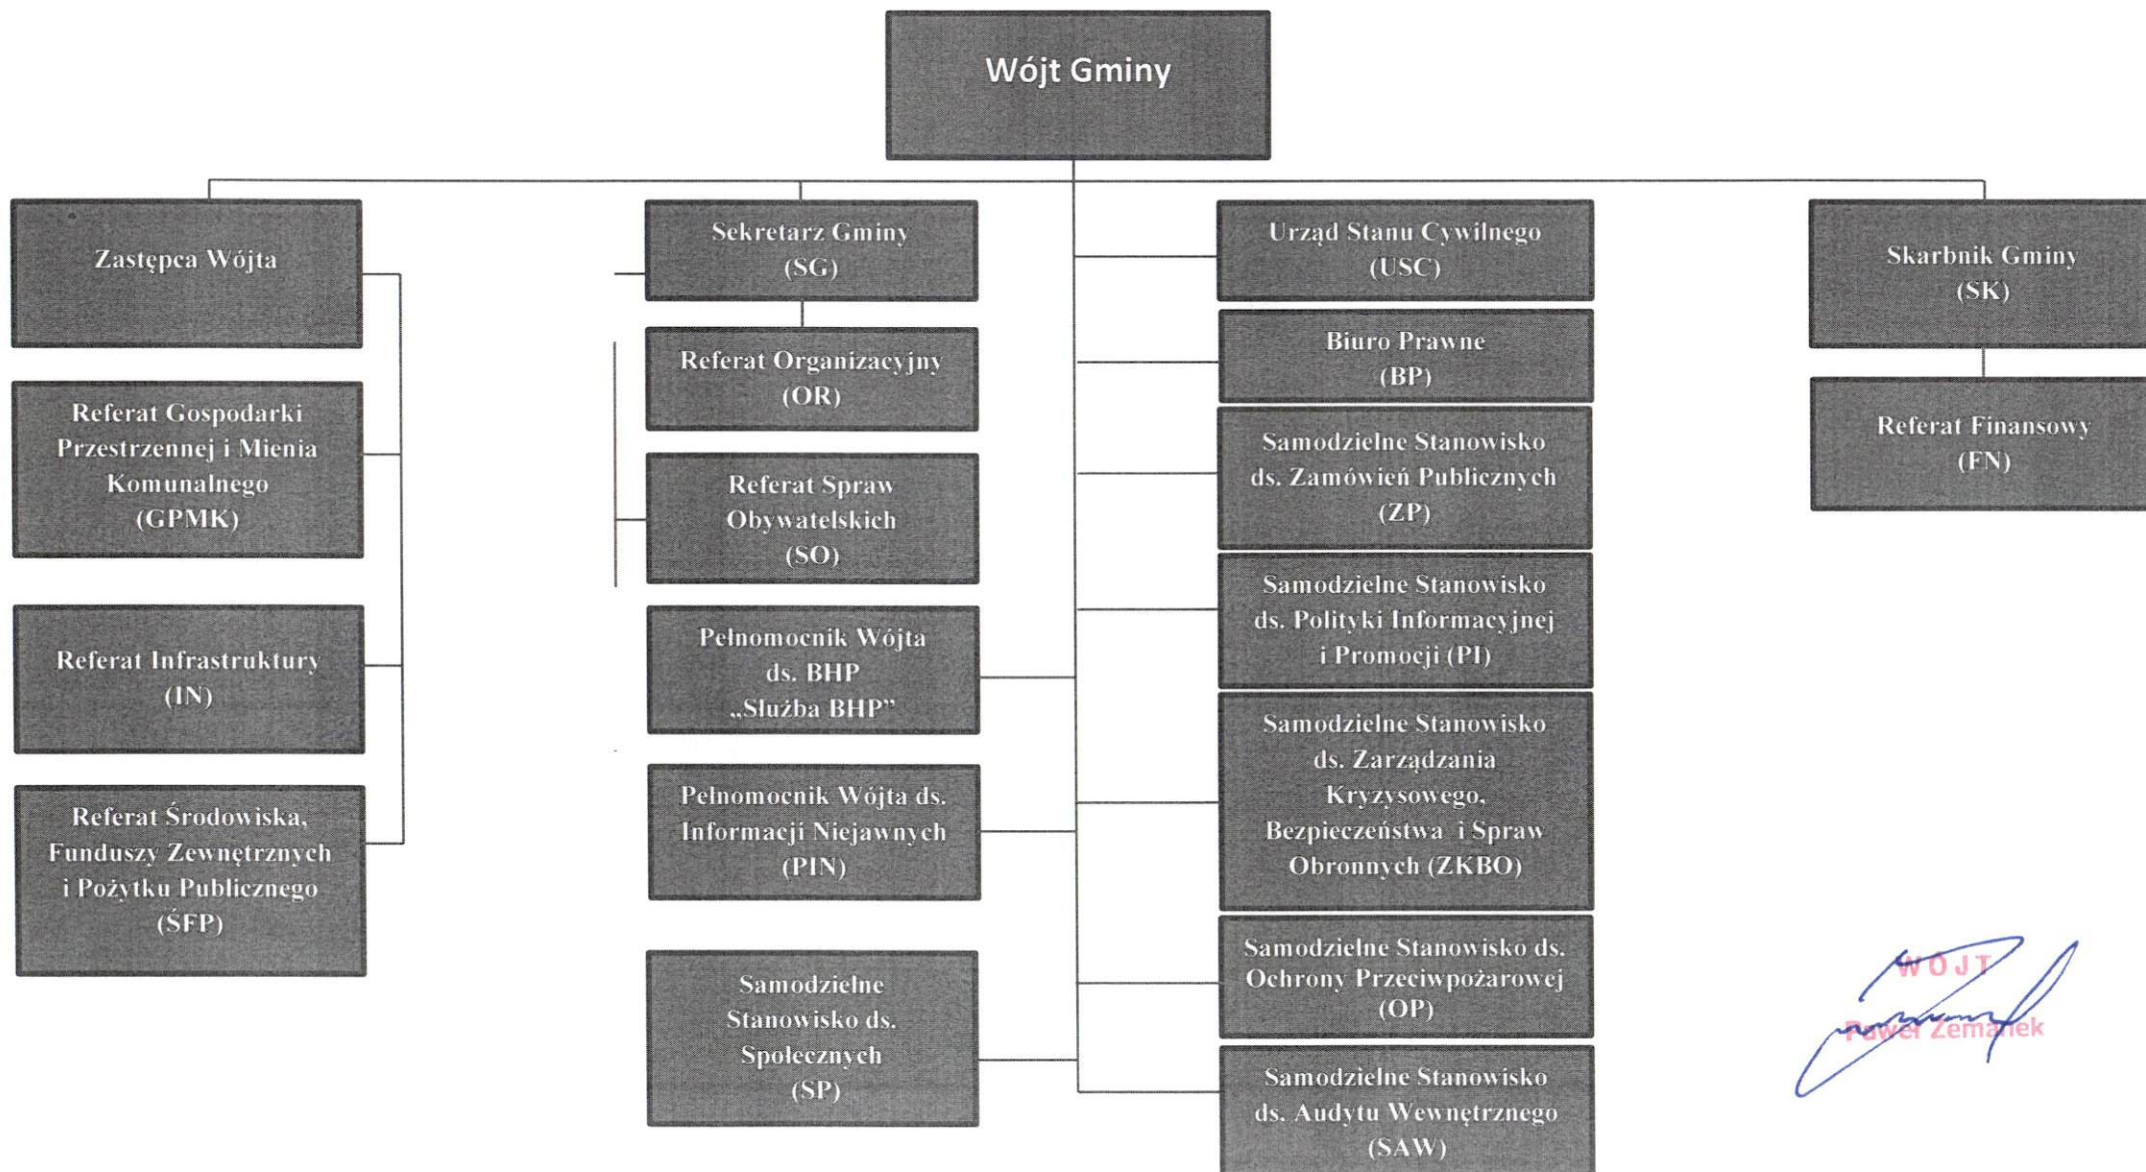 Wójt Gminy
Zastępca Wójta
Referat Gospodarki
Przestrzennej i Mienia
Komunalnego
(GPMK)
Referat Infrastruktury
(IN)
Referat Środowiska,
Funduszy Zewnętrznych
i Pożytku Publicznego
(ŚFP)
Sekretarz Gminy
(SG)
Referat Organizacyjny
(OR)
Referat Spraw
Obywatelskich
(SO)
Pełnomocnik Wójta
ds. BHP
„Służba BHP”
Pełnomocnik Wójta ds.
Informacji Niejawnych
(PIN)
Samodzielne
Stanowisko ds.
Społecznych
(SP)
Urząd Stanu Cywilnego
(USC)
Biuro Prawne
(BP)
Samodzielne Stanowisko
ds. Zamówień Publicznych
(ZP)
Samodzielne Stanowisko
ds. Polityki Informacyjnej
i Promocji (PI)
Samodzielne Stanowisko
ds. Zarządzania
Kryzysowego,
Bezpieczeństwa i Spraw
Obronnych (ZKBO)
Samodzielne Stanowisko ds.
Ochrony Przeciwpożarowej
(OP)
Samodzielne Stanowisko
ds. Audytu Wewnętrznego
(SAW)
Skarbnik Gminy
(SK)
Referat Finansowy
(FN)
WÓJT
Paweł Zemanek